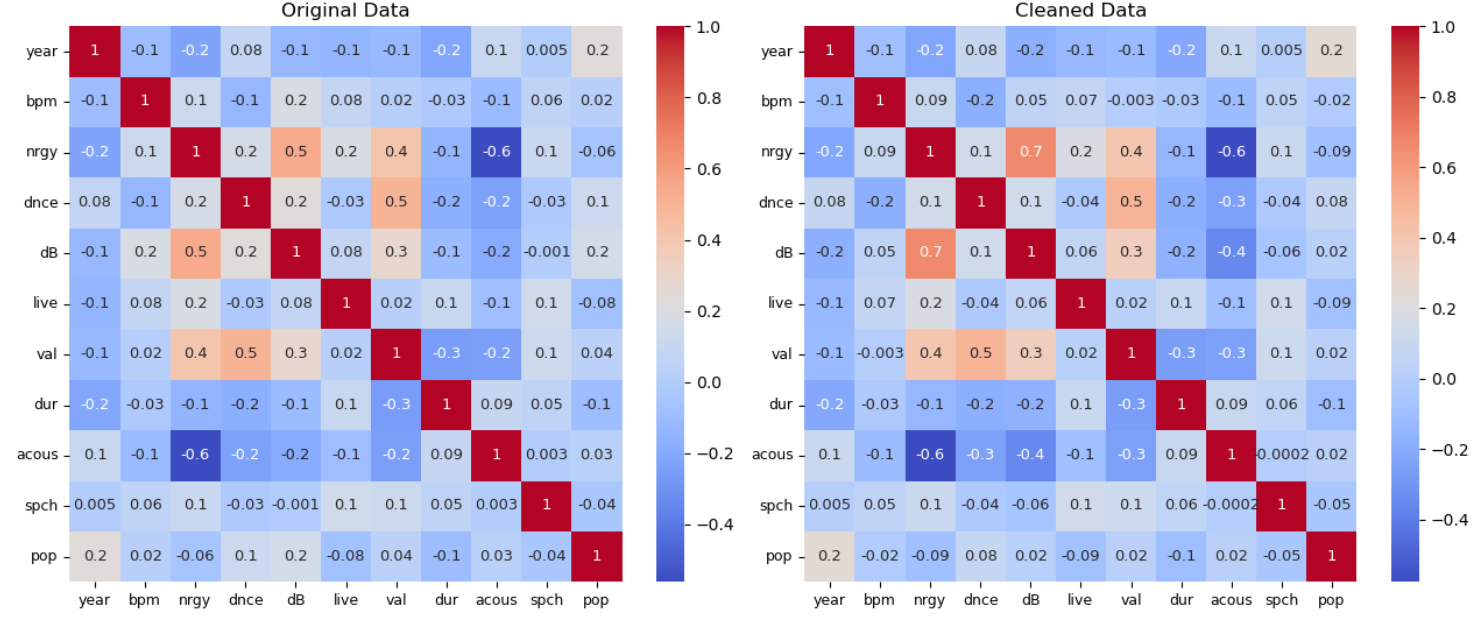 Original Data Cleaned Data
year 1 -0.1 -0.2 0.08 -0.1 -0.1 -0.1 -0.2 0.1 0.005 0.2 1.0 year 1 -0.1 -0.2 0.08 -0.2 -0.1 -0.1 -0.2 0.1 0.005 0.2 1.0
bpm -0.1 1 0.1 -0.1 0.2 0.08 0.02 -0.03 -0.1 0.06 0.02 0.8 bpm -0.1 1 0.09 -0.2 0.05 0.07 -0.003 -0.03 -0.1 0.05 -0.02 0.8
nrgy -0.2 0.1 1 0.2 0.5 0.2 0.4 -0.1 -0.6 0.1 -0.06 0.6 nrgy -0.2 0.09 1 0.1 0.7 0.2 0.4 -0.1 -0.6 0.1 -0.09 0.6
dnce 0.08 -0.1 0.2 1 0.2 -0.03 0.5 -0.2 -0.2 -0.03 0.1 dnce 0.08 -0.2 0.1 1 0.1 -0.04 0.5 -0.2 -0.3 -0.04 0.08
dB -0.1 0.2 0.5 0.2 1 0.08 0.3 -0.1 -0.2 -0.001 0.2 0.4 dB -0.2 0.05 0.7 0.1 1 0.06 0.3 -0.2 -0.4 -0.06 0.02 0.4
live -0.1 0.08 0.2 -0.03 0.08 1 0.02 0.1 -0.1 0.1 -0.08 0.2 live -0.1 0.07 0.2 -0.04 0.06 1 0.02 0.1 -0.1 0.1 -0.09 0.2
val -0.1 0.02 0.4 0.5 0.3 0.02 1 -0.3 -0.2 0.1 0.04 0.0 val -0.1 -0.003 0.4 0.5 0.3 0.02 1 -0.3 -0.3 0.1 0.02 0.0
dur -0.2 -0.03 -0.1 -0.2 -0.1 0.1 -0.3 1 0.09 0.05 -0.1 dur -0.2 -0.03 -0.1 -0.2 -0.2 0.1 -0.3 1 0.09 0.06 -0.1
acous 0.1 -0.1 -0.6 -0.2 -0.2 -0.1 -0.2 0.09 1 0.003 0.03 −0.2 acous 0.1 -0.1 -0.6 -0.3 -0.4 -0.1 -0.3 0.09 1 -0.0002 0.02 −0.2
spch 0.005 0.06 0.1 -0.03 -0.001 0.1 0.1 0.05 0.003 1 -0.04 −0.4 spch 0.005 0.05 0.1 -0.04 -0.06 0.1 0.1 0.06 -0.0002 1 -0.05 −0.4
pop 0.2 0.02 -0.06 0.1 0.2 -0.08 0.04 -0.1 0.03 -0.04 1 pop 0.2 -0.02 -0.09 0.08 0.02 -0.09 0.02 -0.1 0.02 -0.05 1
year bpm nrgy dnce dB live val dur acous spch pop year bpm nrgy dnce dB live val dur acous spch pop